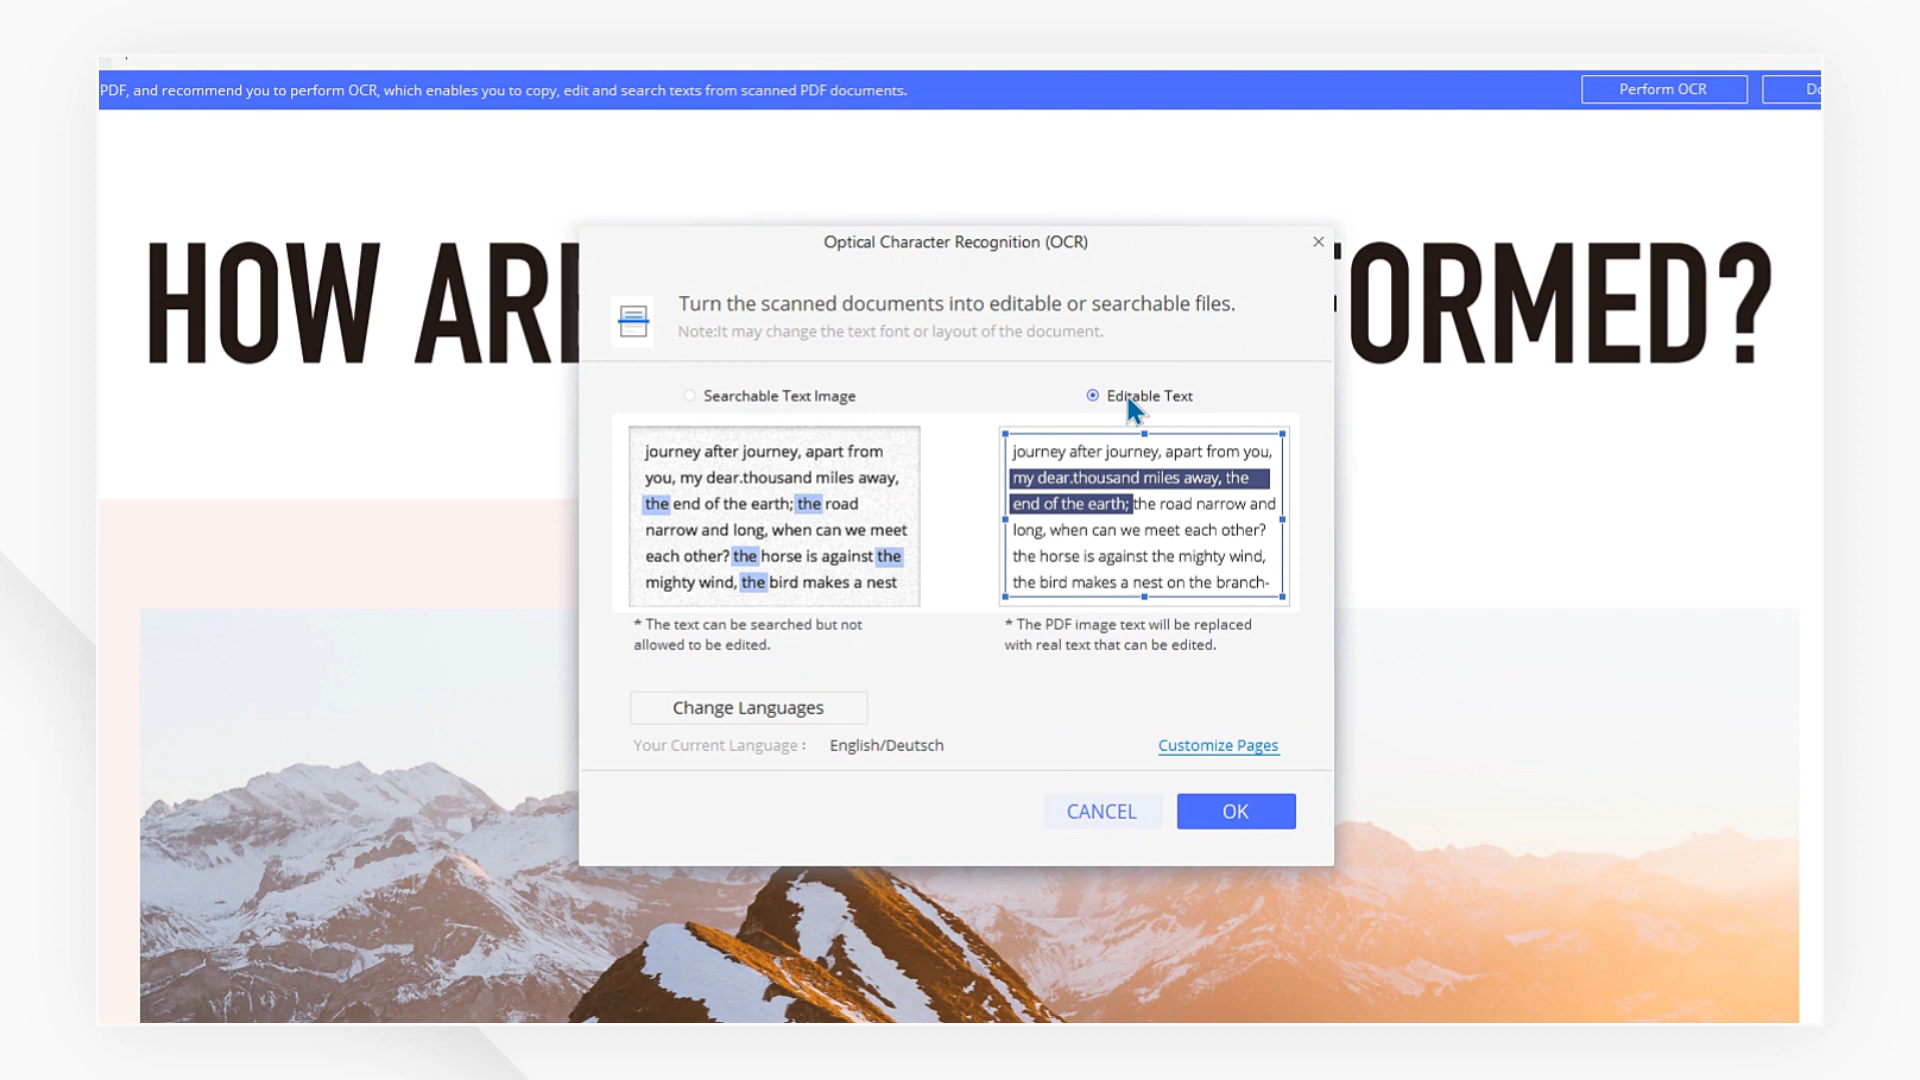 PDF, and recommend you to perform OCR, which enables you to copy, edit and search texts from scanned PDF documents.
Perform OCR
HOW ORMED?
Optical Character Recognition (OCR)
Turn the scanned documents into editable or searchable files.
Note:It may change the text font or layout of the document.
Searchable Text Image
Editable Text
journey after journey, apart from
you, my dear.thousand miles away,
the end of the earth; the road
narrow and long, when can we meet
each other? the horse is against the
mighty wind, the bird makes a nest
journey after journey, apart from you,
my dear.thousand miles away, the
end of the earth; the road narrow and
long, when can we meet each other?
the horse is against the mighty wind,
the bird makes a nest on the branch-
* The text can be searched but not
allowed to be edited.
* The PDF image text will be replaced
with real text that can be edited.
Change Languages
Your Current Language : English/Deutsch
Customize Pages
CANCEL
OK